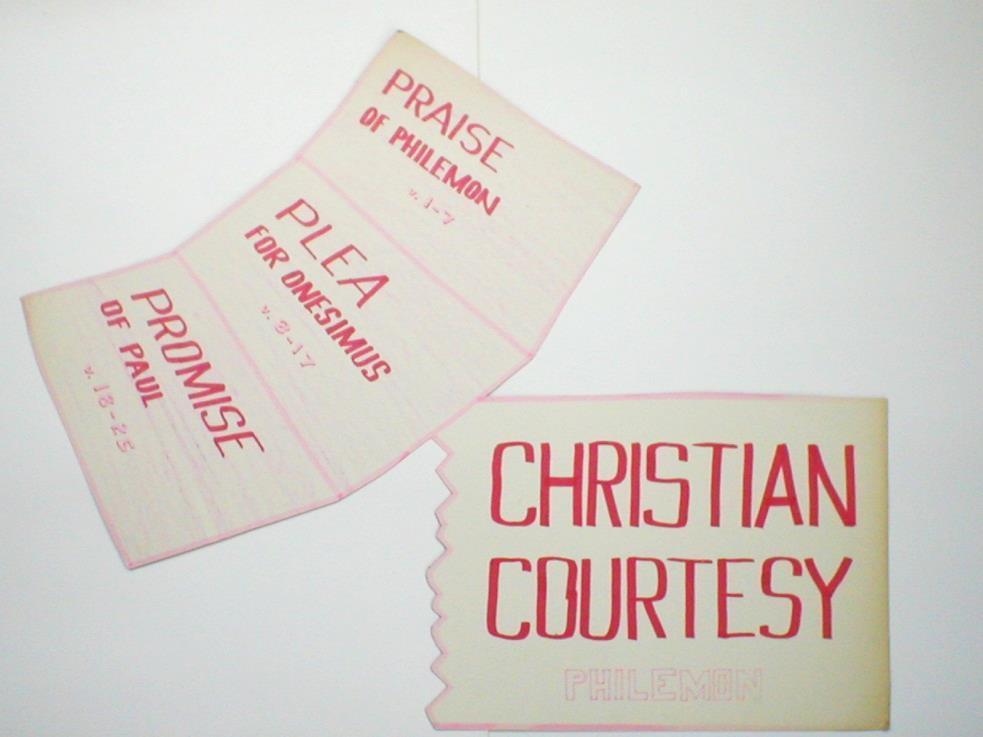 PRAISE
OF PHILEMON
v. 1-7
PLEA
FOR ONESIMUS
v. 8-17
PROMISE
OF PAUL
v. 18-25
CHRISTIAN
COURTESY
PHILEMON